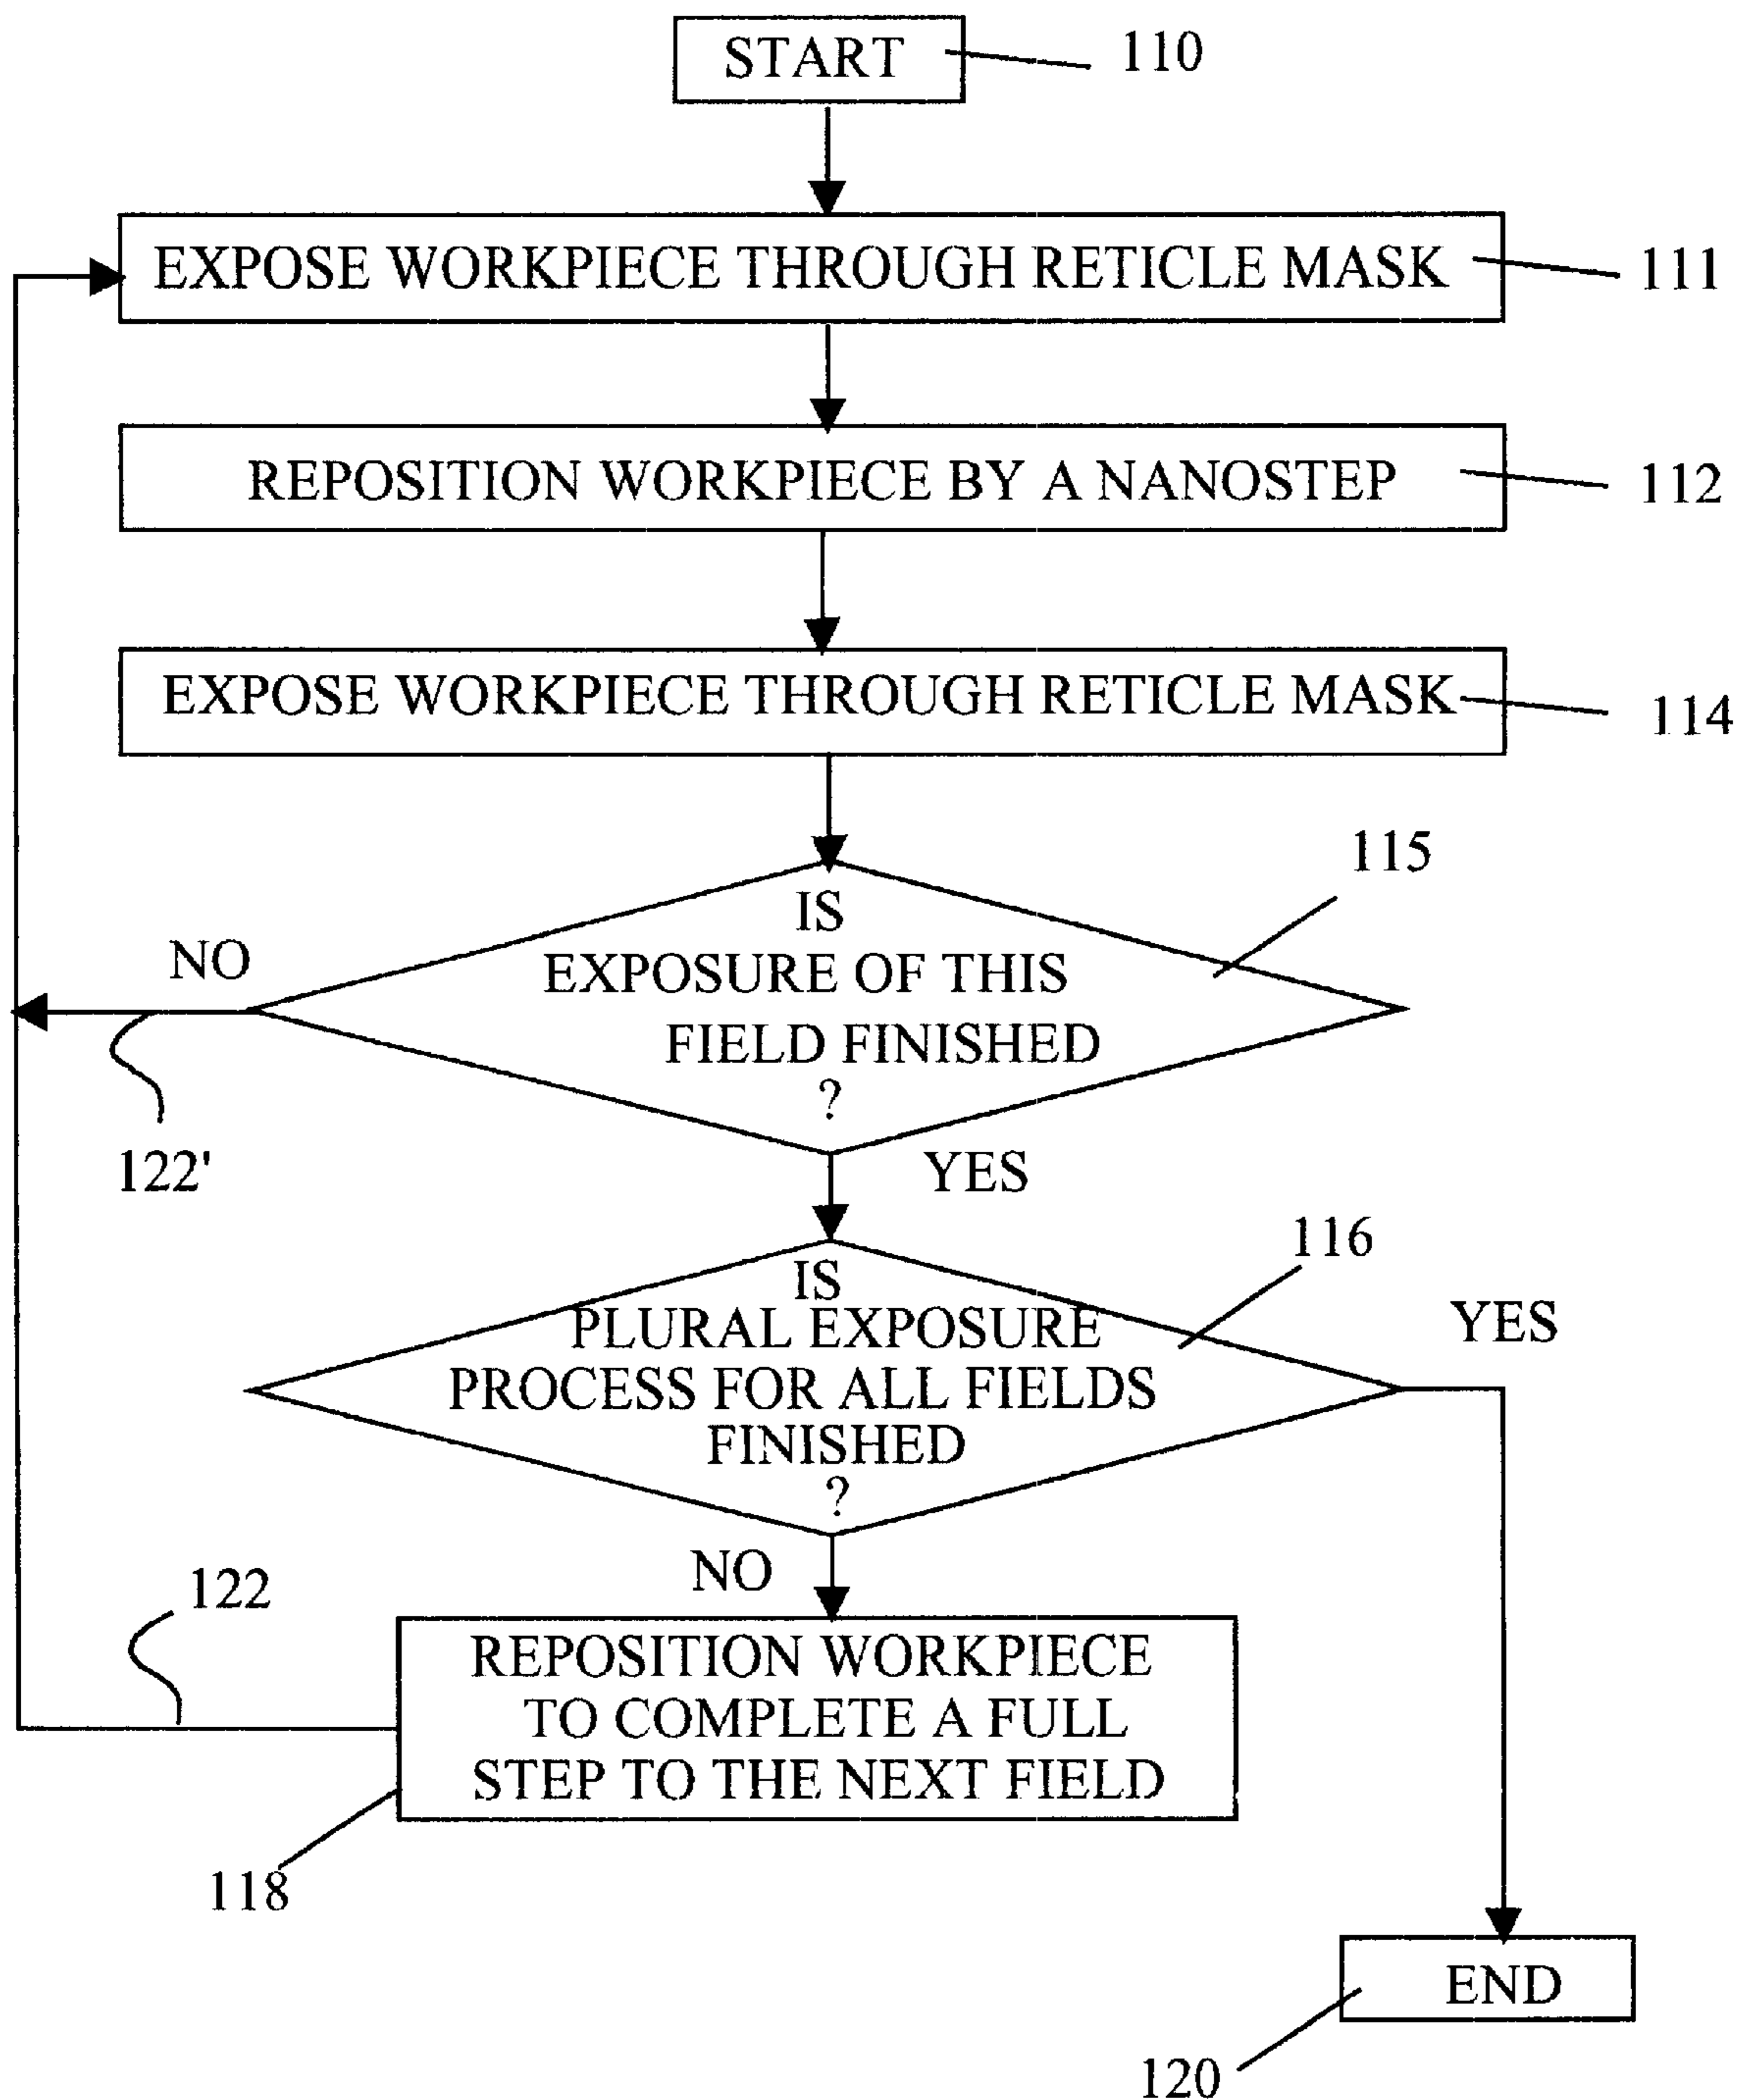 START
110
EXPOSE WORKPIECE THROUGH RETICLE MASK
111
REPOSITION WORKPIECE BY A NANOSTEP
112
EXPOSE WORKPIECE THROUGH RETICLE MASK
114
115
IS
EXPOSURE OF THIS
FIELD FINISHED
?
NO
122'
YES
116
IS
PLURAL EXPOSURE
PROCESS FOR ALL FIELDS
FINISHED
?
YES
NO
122
REPOSITION WORKPIECE
TO COMPLETE A FULL
STEP TO THE NEXT FIELD
118
END
120